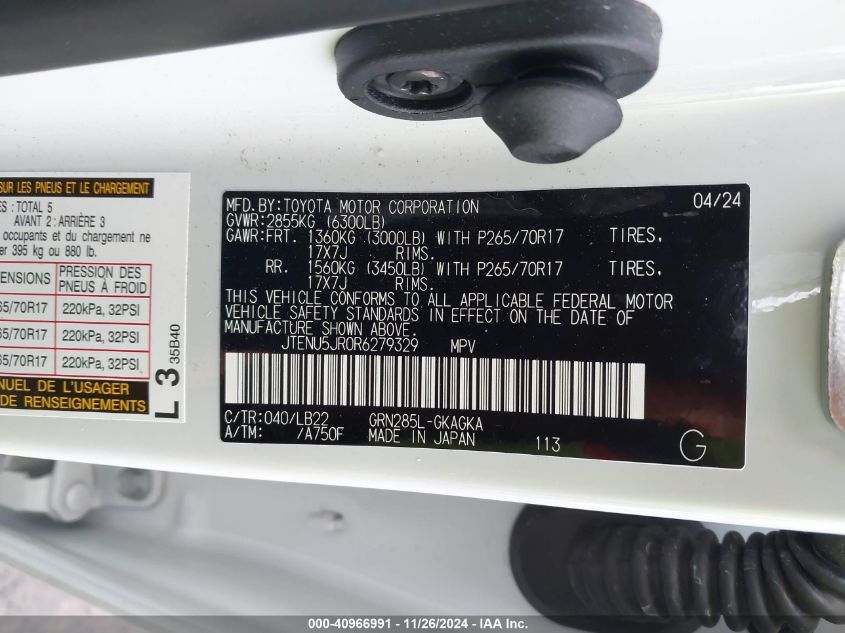 SUR LES PNEUS ET LE CHARGEMENT
: TOTAL 5
AVANT 2 : ARRIÈRE 3
occupants et du chargement ne
er 395 kg ou 880 lb.
ENSIONS PRESSION DES PNEUS À FROID
65/70R17 220kPa, 32PSI
65/70R17 220kPa, 32PSI
65/70R17 220kPa, 32PSI
ANUEL DE L'USAGER
DE RENSEIGNEMENTS
L 3 35B40
MFD.BY:TOYOTA MOTOR CORPORATION 04/24
GVWR:2855KG (6300LB)
GAWR:FRT. 1360KG (3000LB) WITH P265/70R17 TIRES,
17X7J RIMS.
RR. 1560KG (3450LB) WITH P265/70R17 TIRES,
17X7J RIMS.
THIS VEHICLE CONFORMS TO ALL APPLICABLE FEDERAL MOTOR
VEHICLE SAFETY STANDARDS IN EFFECT ON THE DATE OF
MANUFACTURE SHOWN ABOVE.
JTENU5JR0R6279329 MPV
C/TR:040/LB22 GRN285L-GKAGKA
A/TM: /A750F MADE IN JAPAN 113 G
000-40966991 - 11/26/2024 - IAA Inc.